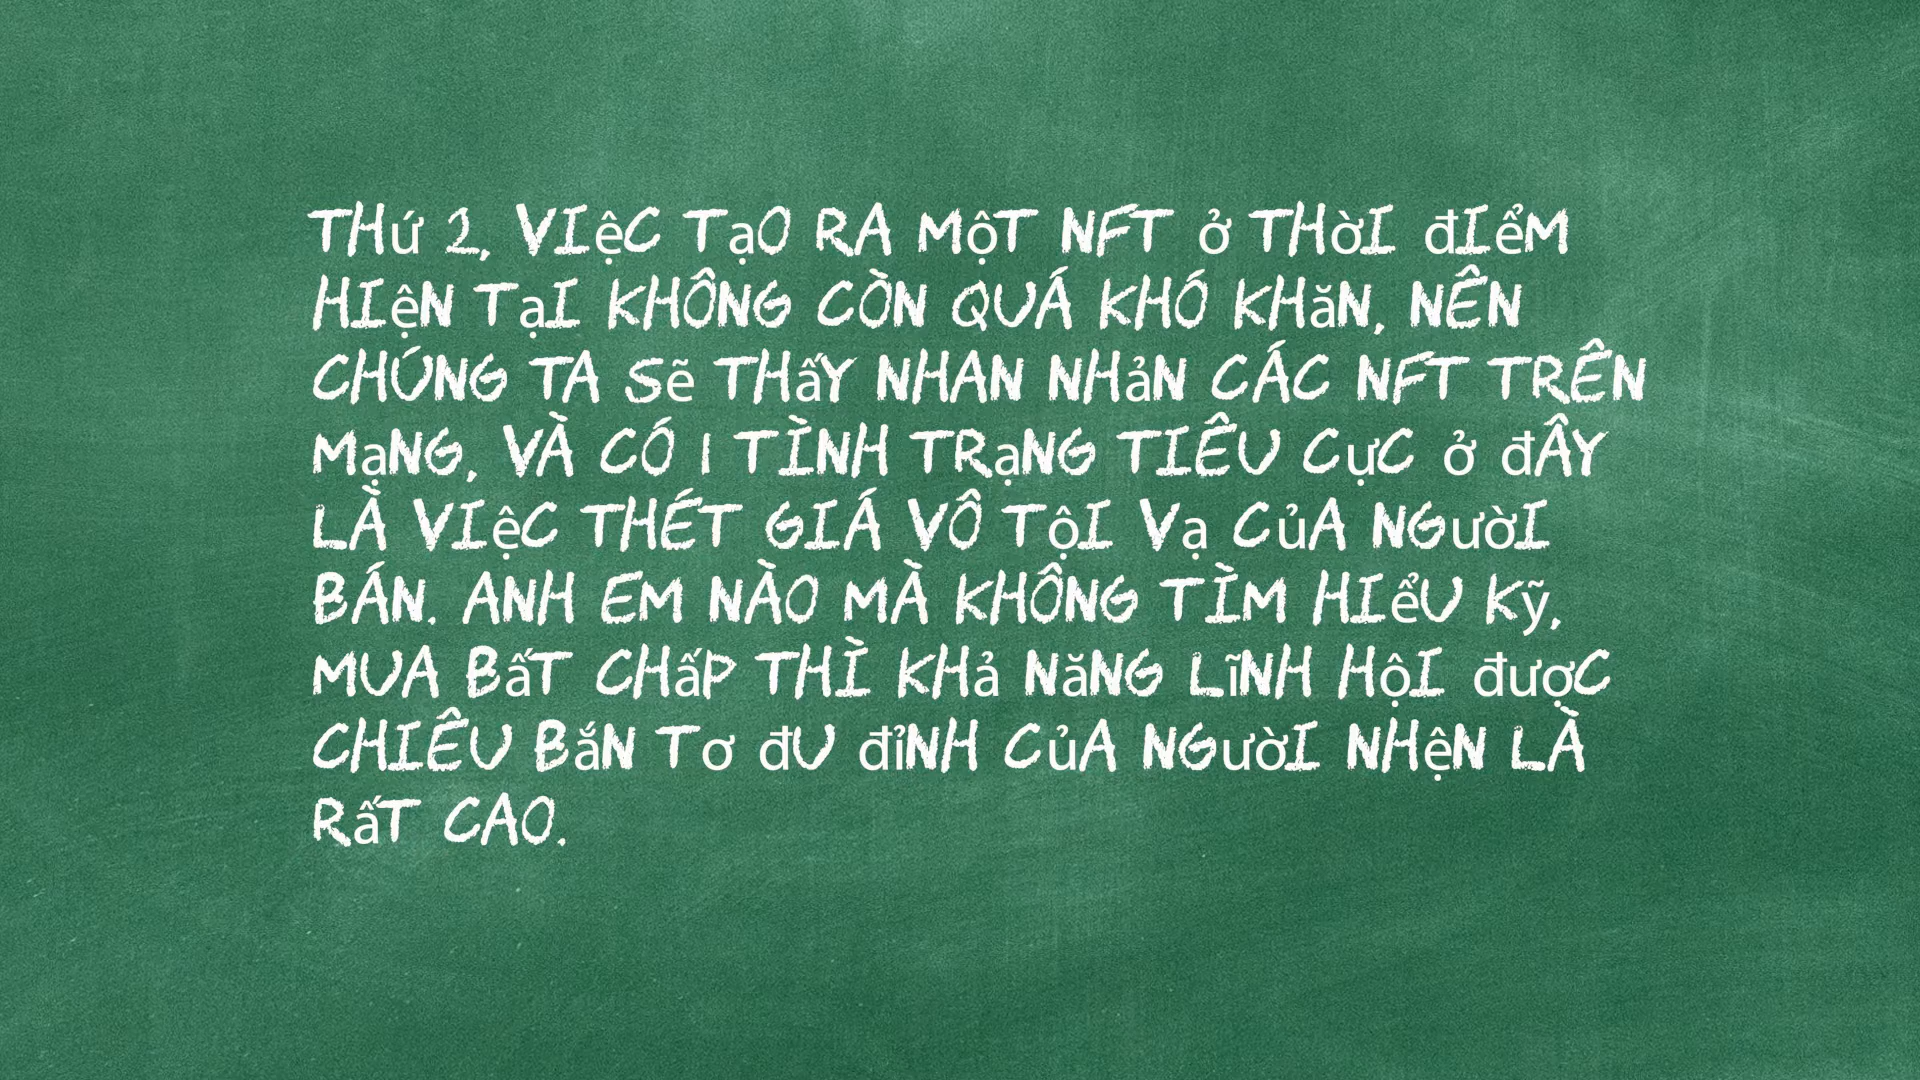 Thứ 2, việc tạo ra một NFT ở thời điểm
hiện tại không còn quá khó khăn, nên
chúng ta sẽ thấy nhan nhản các NFT trên
mạng, và có 1 tình trạng tiêu cực ở đây
là việc thét giá vô tội vạ của người
bán. Anh em nào mà không tìm hiểu kỹ,
mua bất chấp thì khả năng lĩnh hội được
chiêu bắn tơ đu đỉnh của người nhện là
rất cao.